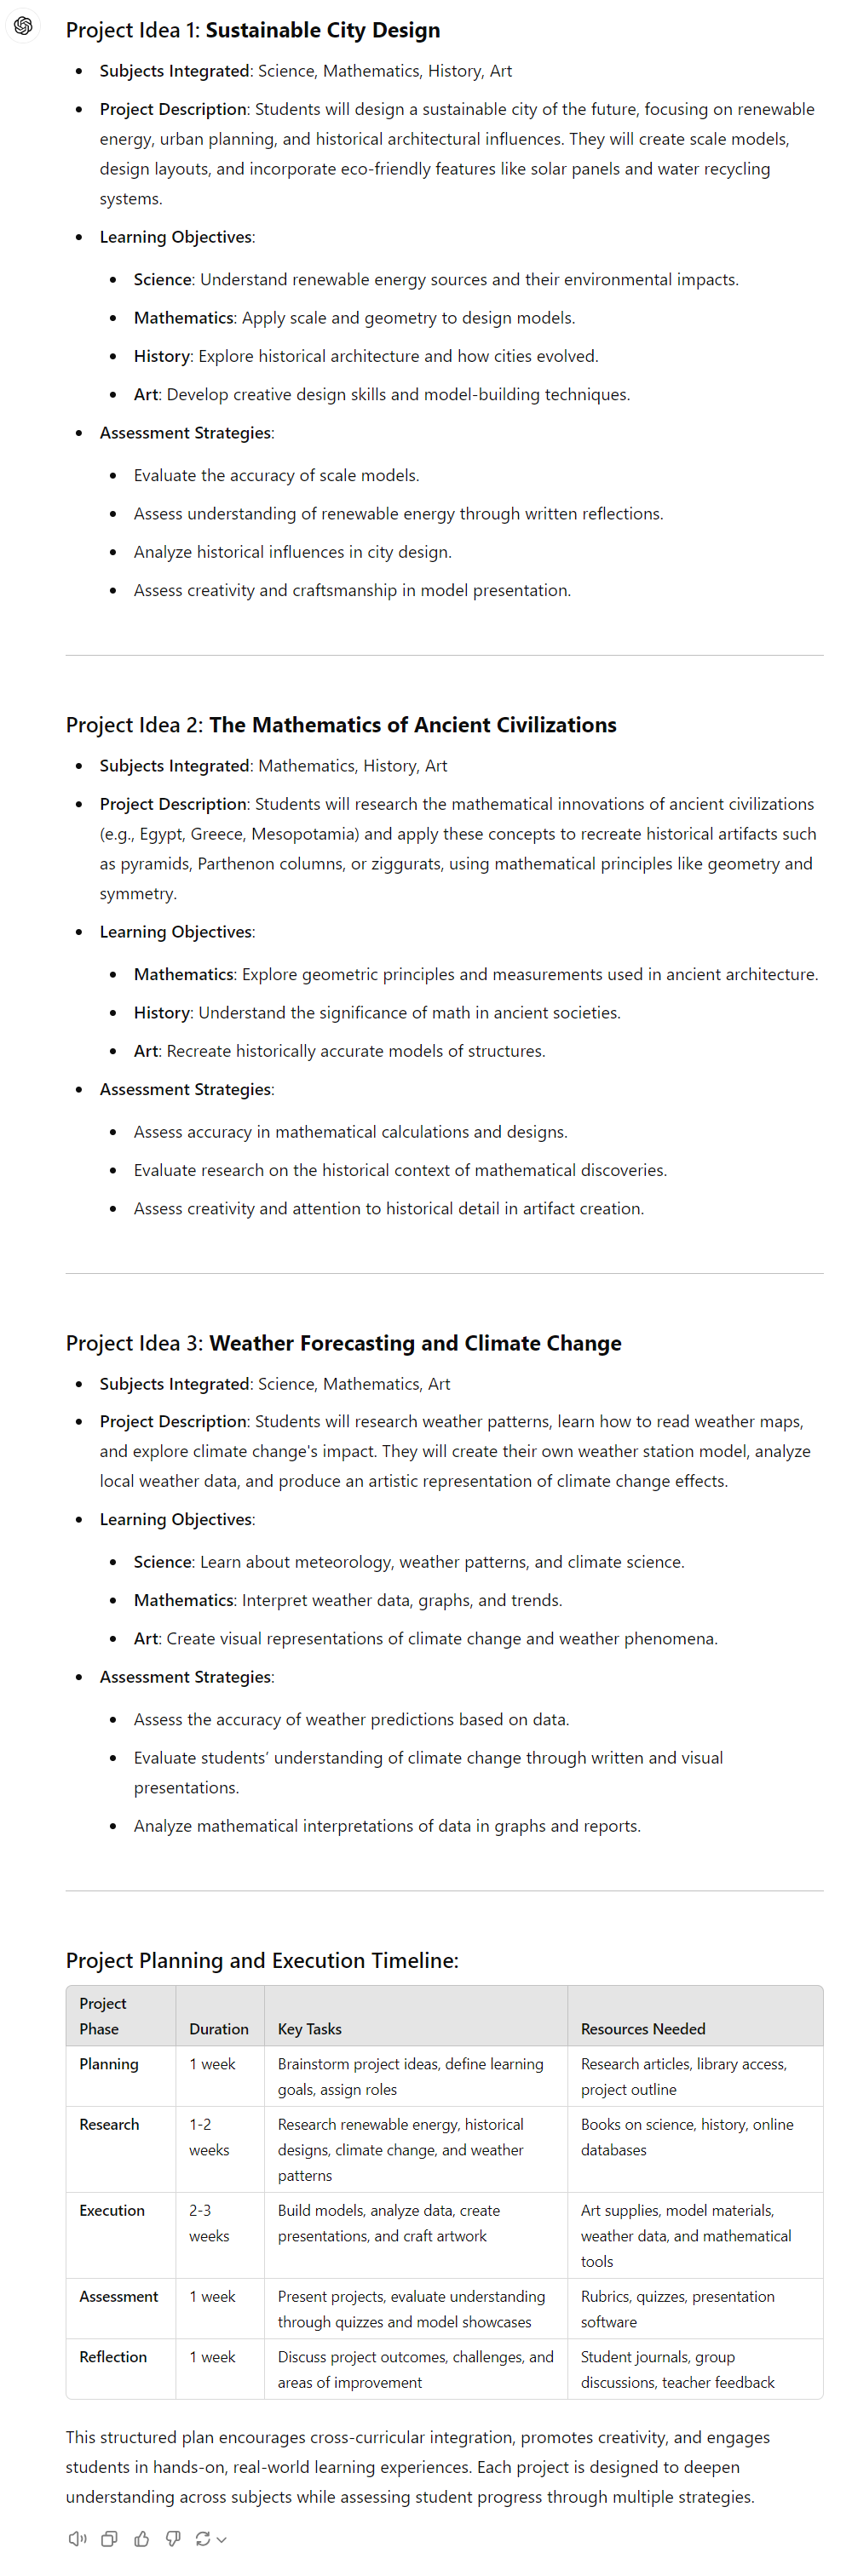 Project Idea 1: Sustainable City Design
Subjects Integrated: Science, Mathematics, History, Art
Project Description: Students will design a sustainable city of the future, focusing on renewable
energy, urban planning, and historical architectural influences. They will create scale models,
design layouts, and incorporate eco-friendly features like solar panels and water recycling
systems.
Learning Objectives:
Science: Understand renewable energy sources and their environmental impacts.
Mathematics: Apply scale and geometry to design models.
History: Explore historical architecture and how cities evolved.
Art: Develop creative design skills and model-building techniques.
Assessment Strategies:
Evaluate the accuracy of scale models.
Assess understanding of renewable energy through written reflections.
Analyze historical influences in city design.
Assess creativity and craftsmanship in model presentation.
Project Idea 2: The Mathematics of Ancient Civilizations
Subjects Integrated: Mathematics, History, Art
Project Description: Students will research the mathematical innovations of ancient civilizations
(e.g., Egypt, Greece, Mesopotamia) and apply these concepts to recreate historical artifacts such
as pyramids, Parthenon columns, or ziggurats, using mathematical principles like geometry and
symmetry.
Learning Objectives:
Mathematics: Explore geometric principles and measurements used in ancient architecture.
History: Understand the significance of math in ancient societies.
Art: Recreate historically accurate models of structures.
Assessment Strategies:
Assess accuracy in mathematical calculations and designs.
Evaluate research on the historical context of mathematical discoveries.
Assess creativity and attention to historical detail in artifact creation.
Project Idea 3: Weather Forecasting and Climate Change
Subjects Integrated: Science, Mathematics, Art
Project Description: Students will research weather patterns, learn how to read weather maps,
and explore climate change's impact. They will create their own weather station model, analyze
local weather data, and produce an artistic representation of climate change effects.
Learning Objectives:
Science: Learn about meteorology, weather patterns, and climate science.
Mathematics: Interpret weather data, graphs, and trends.
Art: Create visual representations of climate change and weather phenomena.
Assessment Strategies:
Assess the accuracy of weather predictions based on data.
Evaluate students' understanding of climate change through written and visual
presentations.
Analyze mathematical interpretations of data in graphs and reports.
Project Planning and Execution Timeline:
Project
Phase Duration Key Tasks Resources Needed
Planning 1 week Brainstorm project ideas, define learning Research articles, library access,
goals, assign roles project outline
Research 1-2 Research renewable energy, historical Books on science, history, online
weeks designs, climate change, and weather databases
patterns
Execution 2-3 Build models, analyze data, create Art supplies, model materials,
weeks presentations, and craft artwork weather data, and mathematical
tools
Assessment 1 week Present projects, evaluate understanding Rubrics, quizzes, presentation
through quizzes and model showcases software
Reflection 1 week Discuss project outcomes, challenges, and Student journals, group
areas of improvement discussions, teacher feedback
This structured plan encourages cross-curricular integration, promotes creativity, and engages
students in hands-on, real-world learning experiences. Each project is designed to deepen
understanding across subjects while assessing student progress through multiple strategies.